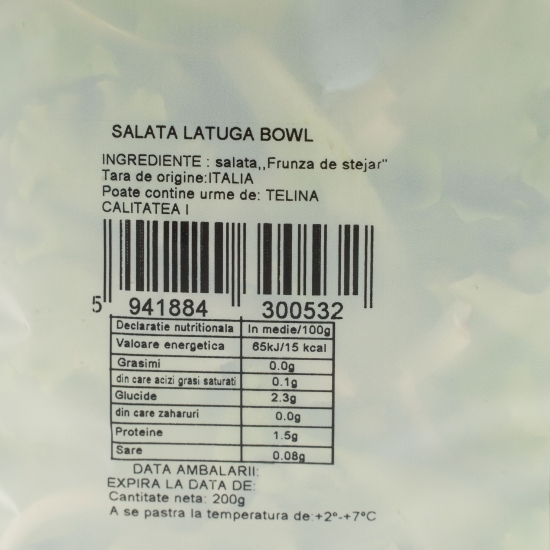 SALATA LATUGA BOWL
INGREDIENTE : salata,,Frunza de stejar"
Tara de origine:ITALIA
Poate contine urme de: TELINA
CALITATEA I
5 941884 300532
Declaratie nutritionala In medie/100g
Valoare energetica 65kJ/15 kcal
Grasimi 0.0g
din care acizi grasi saturati 0.1g
Glucide 2.3g
din care zaharuri 0.0g
Proteine 1.5g
Sare 0.08g
DATA AMBALARII:
EXPIRA LA DATA DE:
Cantitate neta: 200g
A se pastra la temperatura de:+2°-+7°C